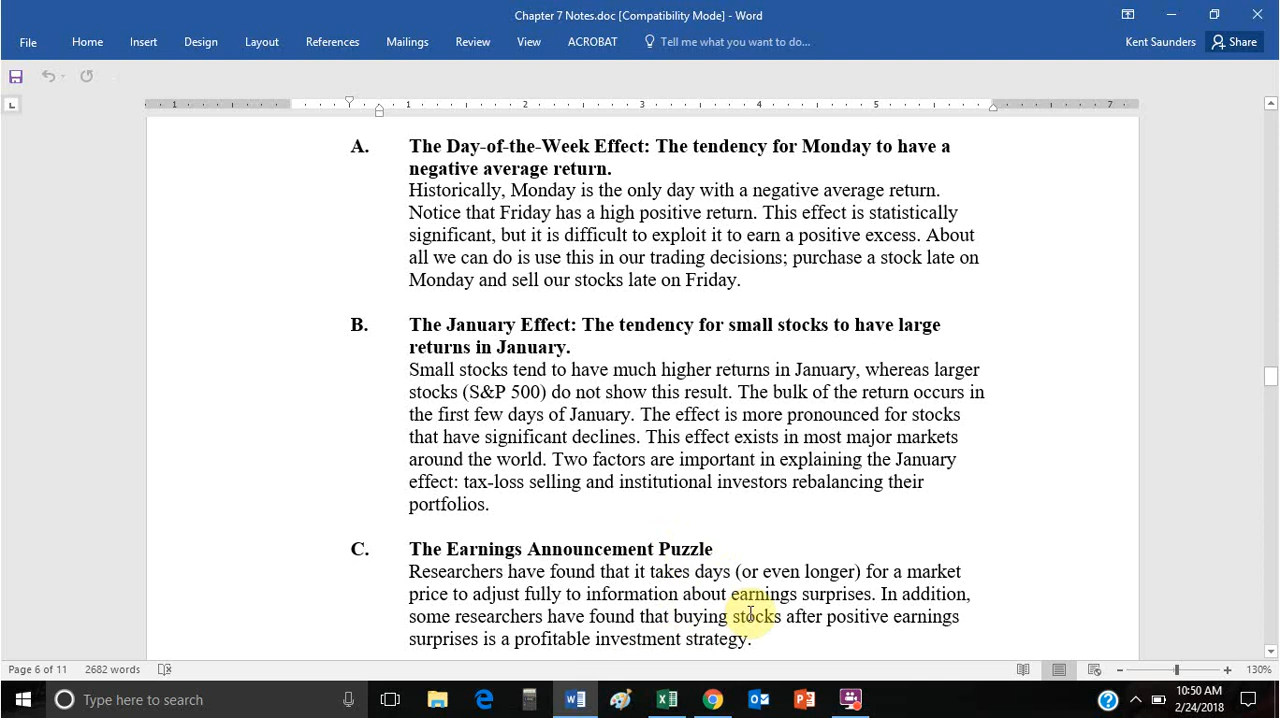 Chapter 7 Notes.doc [Compatibility Mode] - Word
File Home Insert Design Layout References Mailings Review View ACROBAT Tell me what you want to do... Kent Saunders Share
1 1 2 3 4 5 7
A. The Day-of-the-Week Effect: The tendency for Monday to have a
negative average return.
Historically, Monday is the only day with a negative average return.
Notice that Friday has a high positive return. This effect is statistically
significant, but it is difficult to exploit it to earn a positive excess. About
all we can do is use this in our trading decisions; purchase a stock late on
Monday and sell our stocks late on Friday.
B. The January Effect: The tendency for small stocks to have large
returns in January.
Small stocks tend to have much higher returns in January, whereas larger
stocks (S&P 500) do not show this result. The bulk of the return occurs in
the first few days of January. The effect is more pronounced for stocks
that have significant declines. This effect exists in most major markets
around the world. Two factors are important in explaining the January
effect: tax-loss selling and institutional investors rebalancing their
portfolios.
C. The Earnings Announcement Puzzle
Researchers have found that it takes days (or even longer) for a market
price to adjust fully to information about earnings surprises. In addition,
some researchers have found that buying stocks after positive earnings
surprises is a profitable investment strategy.
Page 6 of 11 2682 words 130%
Type here to search 10:50 AM
2/24/2018